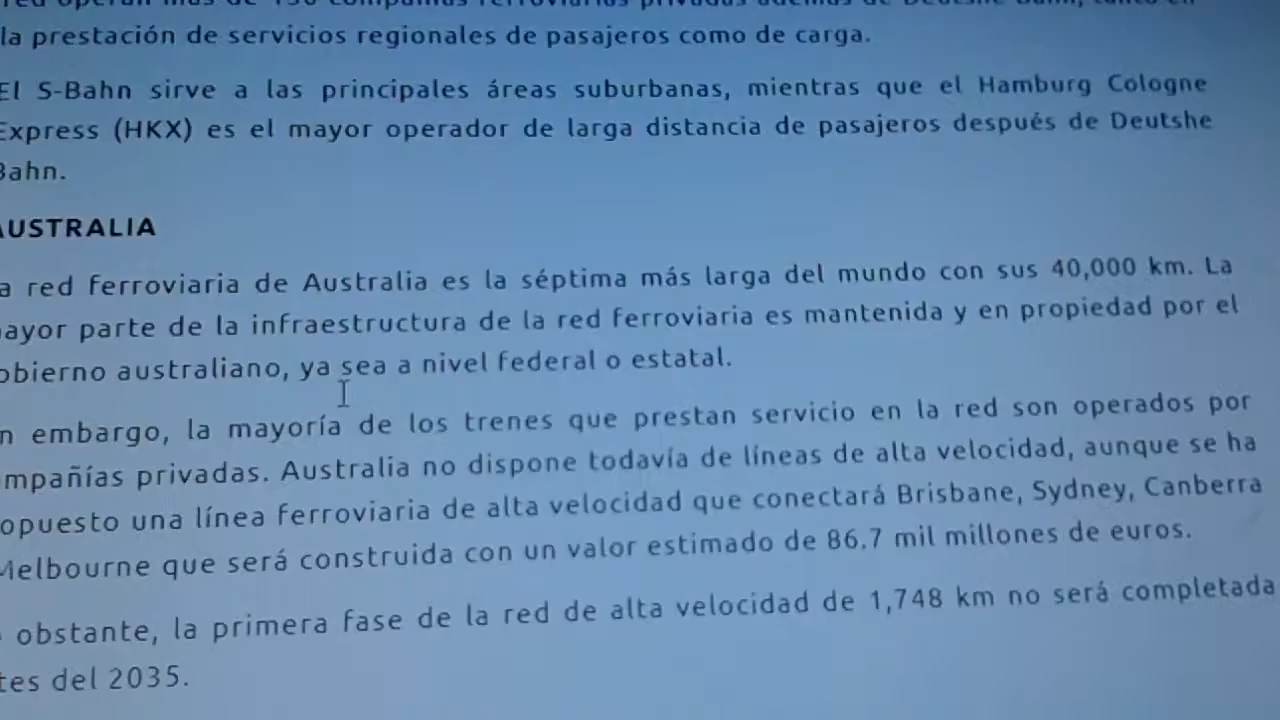 la prestación de servicios regionales de pasajeros como de carga.
El S-Bahn sirve a las principales áreas suburbanas, mientras que el Hamburg Cologne
Express (HKX) es el mayor operador de larga distancia de pasajeros después de Deutshe
Bahn.
AUSTRALIA
a red ferroviaria de Australia es la séptima más larga del mundo con sus 40,000 km. La
ayor parte de la infraestructura de la red ferroviaria es mantenida y en propiedad por el
obierno australiano, ya sea a nivel federal o estatal.
n embargo, la mayoría de los trenes que prestan servicio en la red son operados por
mpañías privadas. Australia no dispone todavía de líneas de alta velocidad, aunque se ha
opuesto una línea ferroviaria de alta velocidad que conectará Brisbane, Sydney, Canberra
Melbourne que será construida con un valor estimado de 86.7 mil millones de euros.
obstante, la primera fase de la red de alta velocidad de 1,748 km no será completada
tes del 2035.